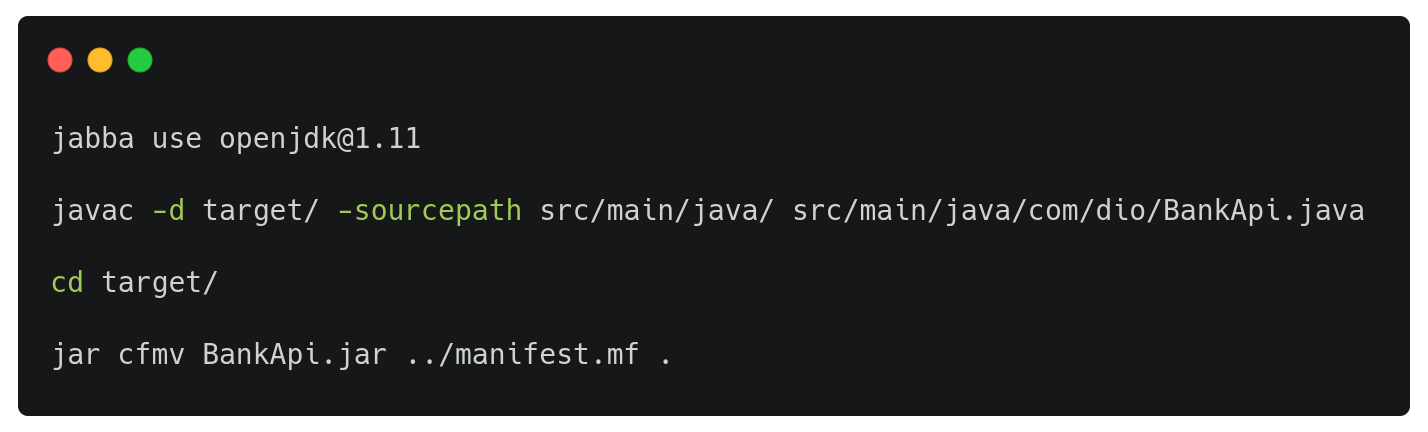 jabba use openjdk@1.11
javac -d target/ -sourcepath src/main/java/ src/main/java/com/dio/BankApi.java
cd target/
jar cfmv BankApi.jar ../manifest.mf .